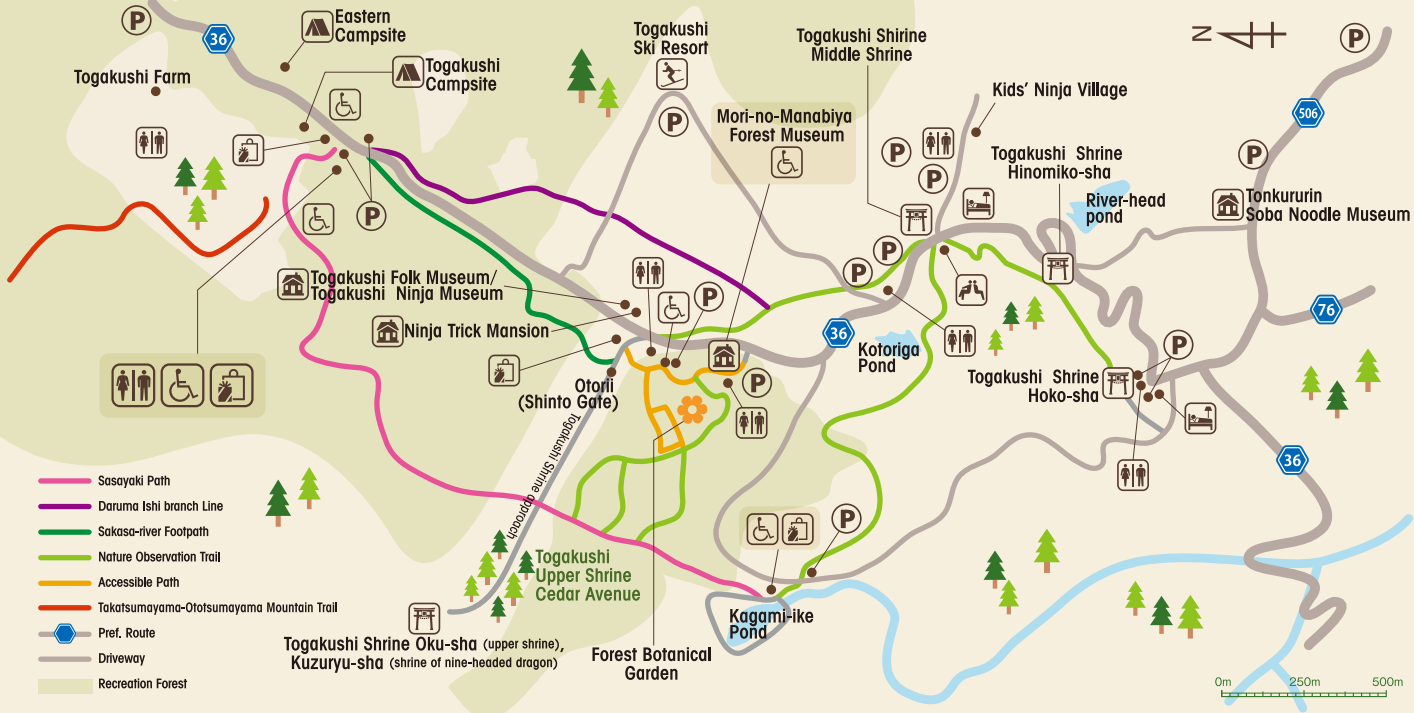 P
36
Eastern
Campsite
Togakushi Farm
Togakushi
Campsite
Togakushi
Ski Resort
P
Togakushi Shirine
Middle Shrine
N
P
Kids' Ninja Village
506
Mori-no-Manabiya
Forest Museum
P
P
Togakushi Shrine
Hinomiko-sha
P
River-head
pond
Tonkururin
Soba Noodle Museum
P
P
P
Togakushi Folk Museum/
Togakushi Ninja Museum
P
Ninja Trick Mansion
36
76
Kotoriga
Pond
P
Togakushi Shrine
Hoko-sha
Otorii
(Shinto Gate)
P
Togakushi Shrine approach
36
P
Sasayaki Path
Daruma Ishi branch Line
Sakasa-river Footpath
Nature Observation Trail
Accessible Path
Takatsumayama-Ototsumayama Mountain Trail
Pref. Route
Driveway
Recreation Forest
Togakushi
Upper Shrine
Cedar Avenue
Togakushi Shrine Oku-sha (upper shrine),
Kuzuryu-sha (shrine of nine-headed dragon)
Forest Botanical
Garden
Kagami-ike
Pond
0m 250m 500m